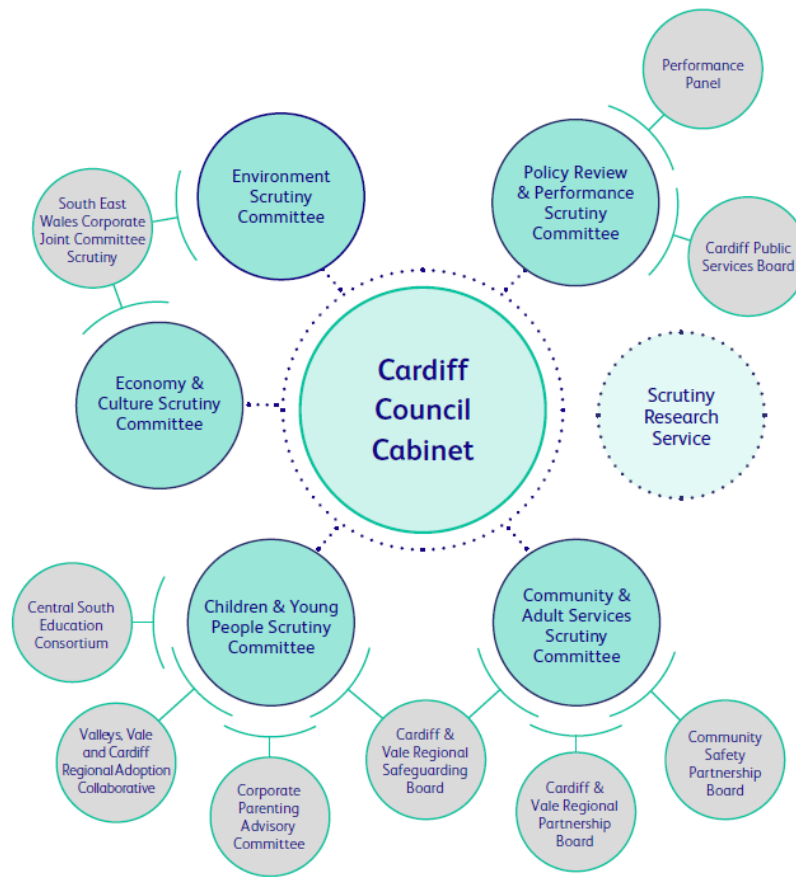 Performance
Panel
Environment
Scrutiny
Committee
Policy Review
& Performance
Scrutiny
Committee
South East
Wales Corporate
Joint Committee
Scrutiny
Cardiff Public
Services Board
Cardiff
Council
Cabinet
Economy &
Culture Scrutiny
Committee
Scrutiny
Research
Service
Children & Young
People Scrutiny
Committee
Community &
Adult Services
Scrutiny
Committee
Central South
Education
Consortium
Valleys, Vale
and Cardiff
Regional Adoption
Collaborative
Corporate
Parenting
Advisory
Committee
Cardiff &
Vale Regional
Safeguarding
Board
Cardiff &
Vale Regional
Partnership
Board
Community
Safety
Partnership
Board